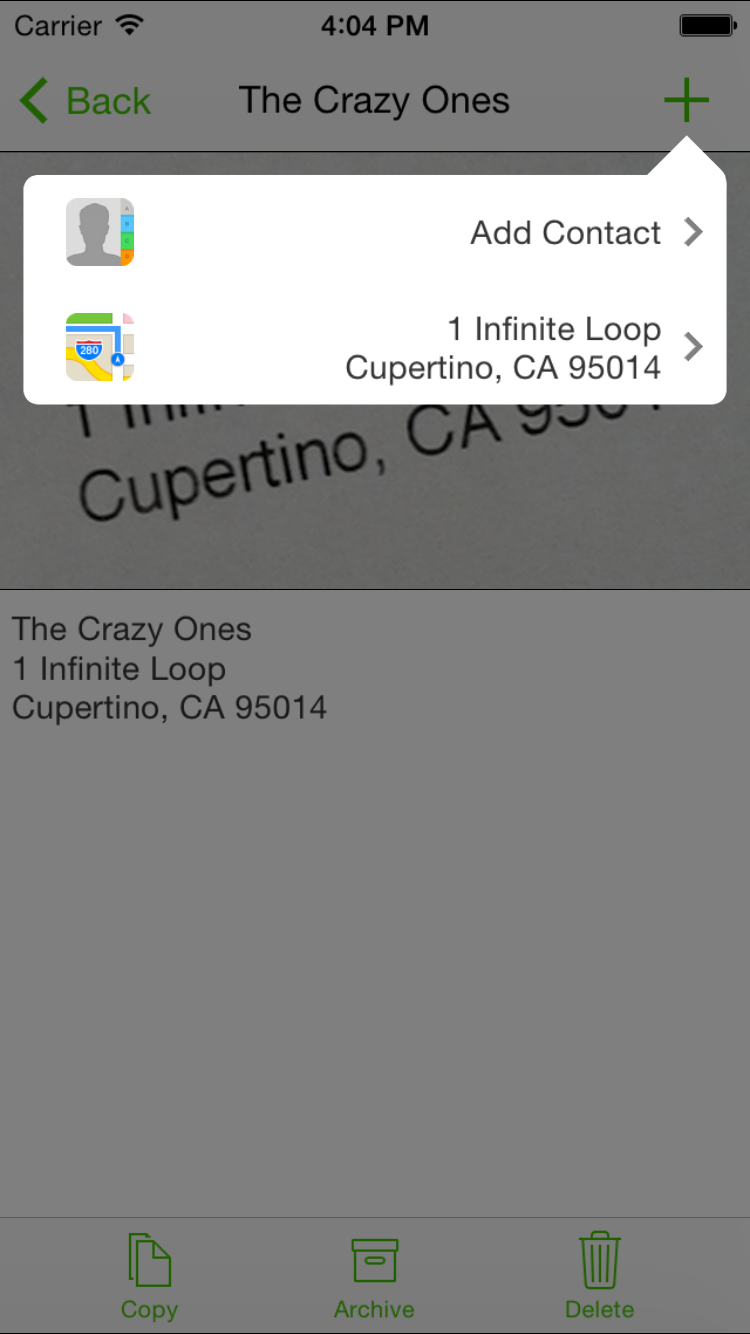 Carrier 4:04 PM
Back The Crazy Ones
Add Contact
280
1 Infinite Loop
Cupertino, CA 95014
Cupertino, CA 9501
The Crazy Ones
1 Infinite Loop
Cupertino, CA 95014
Copy Archive Delete